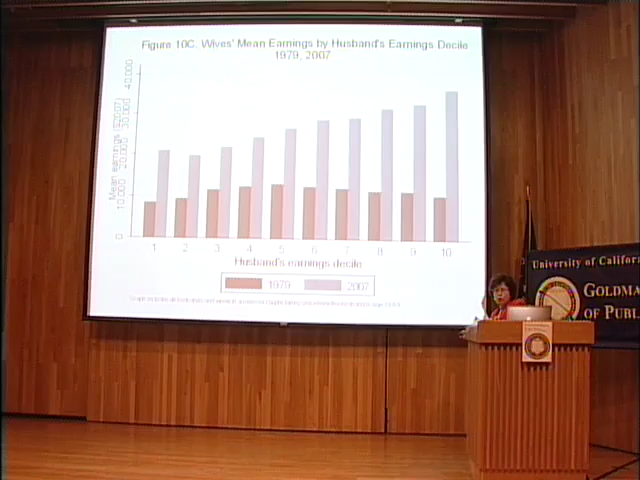 Figure 10C. Wives' Mean Earnings by Husband's Earnings Decile
1979, 2007
Mean earnings ($2007)
40,000
30,000
20,000
10,000
0
1 2 3 4 5 6 7 8 9 10
Husband's earnings decile
1979 2007
University of Califor
GOLDMA
OF PUBL